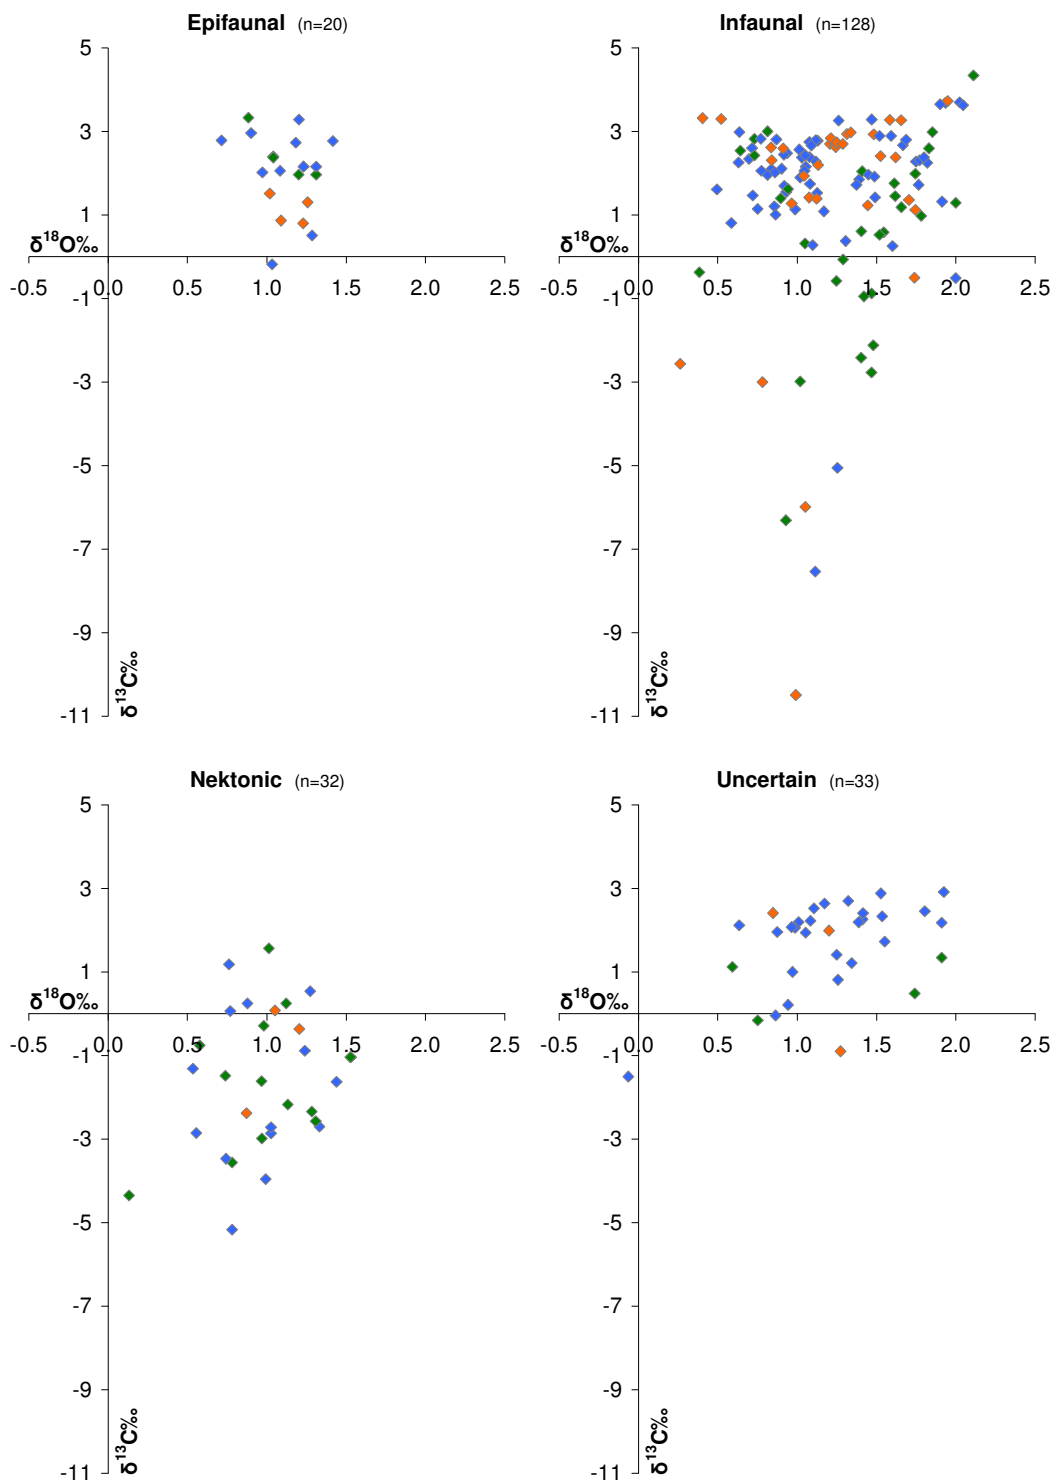 Epifaunal (n=20)
5
3
1
δ¹⁸O‰
-0.5 0.0 0.5 1.0 1.5 2.0 2.5
-1
-3
-5
-7
-9
-11
δ¹³C‰
Infaunal (n=128)
5
3
1
δ¹⁸O‰
-0.5 0.0 0.5 1.0 1.5 2.0 2.5
-1
-3
-5
-7
-9
-11
δ¹³C‰
Nektonic (n=32)
5
3
1
δ¹⁸O‰
-0.5 0.0 0.5 1.0 1.5 2.0 2.5
-1
-3
-5
-7
-9
-11
δ¹³C‰
Uncertain (n=33)
5
3
1
δ¹⁸O‰
-0.5 0.0 0.5 1.0 1.5 2.0 2.5
-1
-3
-5
-7
-9
-11
δ¹³C‰